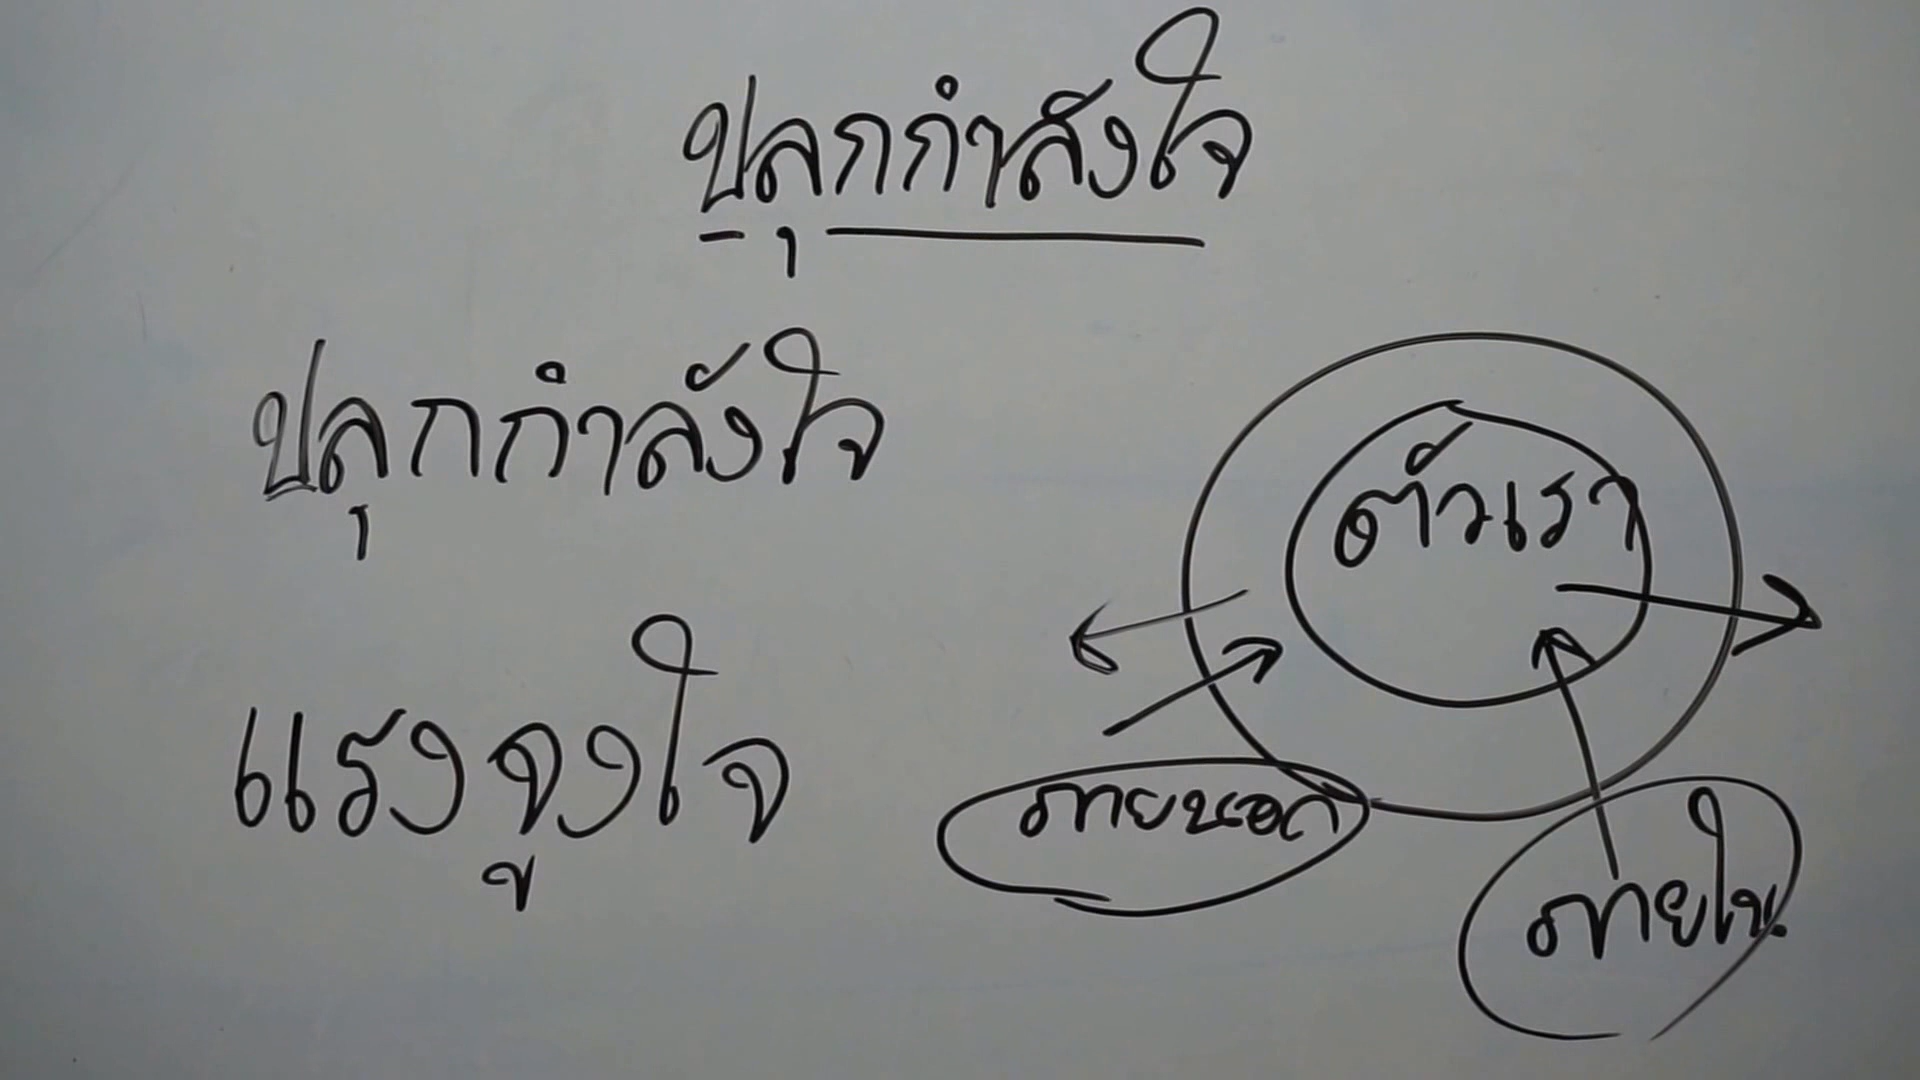 ปลุกกำลังใจ
ปลุกกำลังใจ
ตัวเรา
แรงจูงใจ
ภายนอก
ภายใน